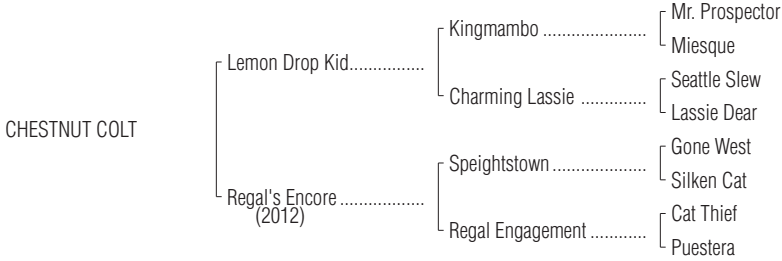 Mr. Prospector
Kingmambo ......................
Miesque
Lemon Drop Kid................
Seattle Slew
Charming Lassie ..............
Lassie Dear
CHESTNUT COLT
Gone West
Speightstown ....................
Silken Cat
Regal's Encore ..................
(2012)
Cat Thief
Regal Engagement ............
Puestera